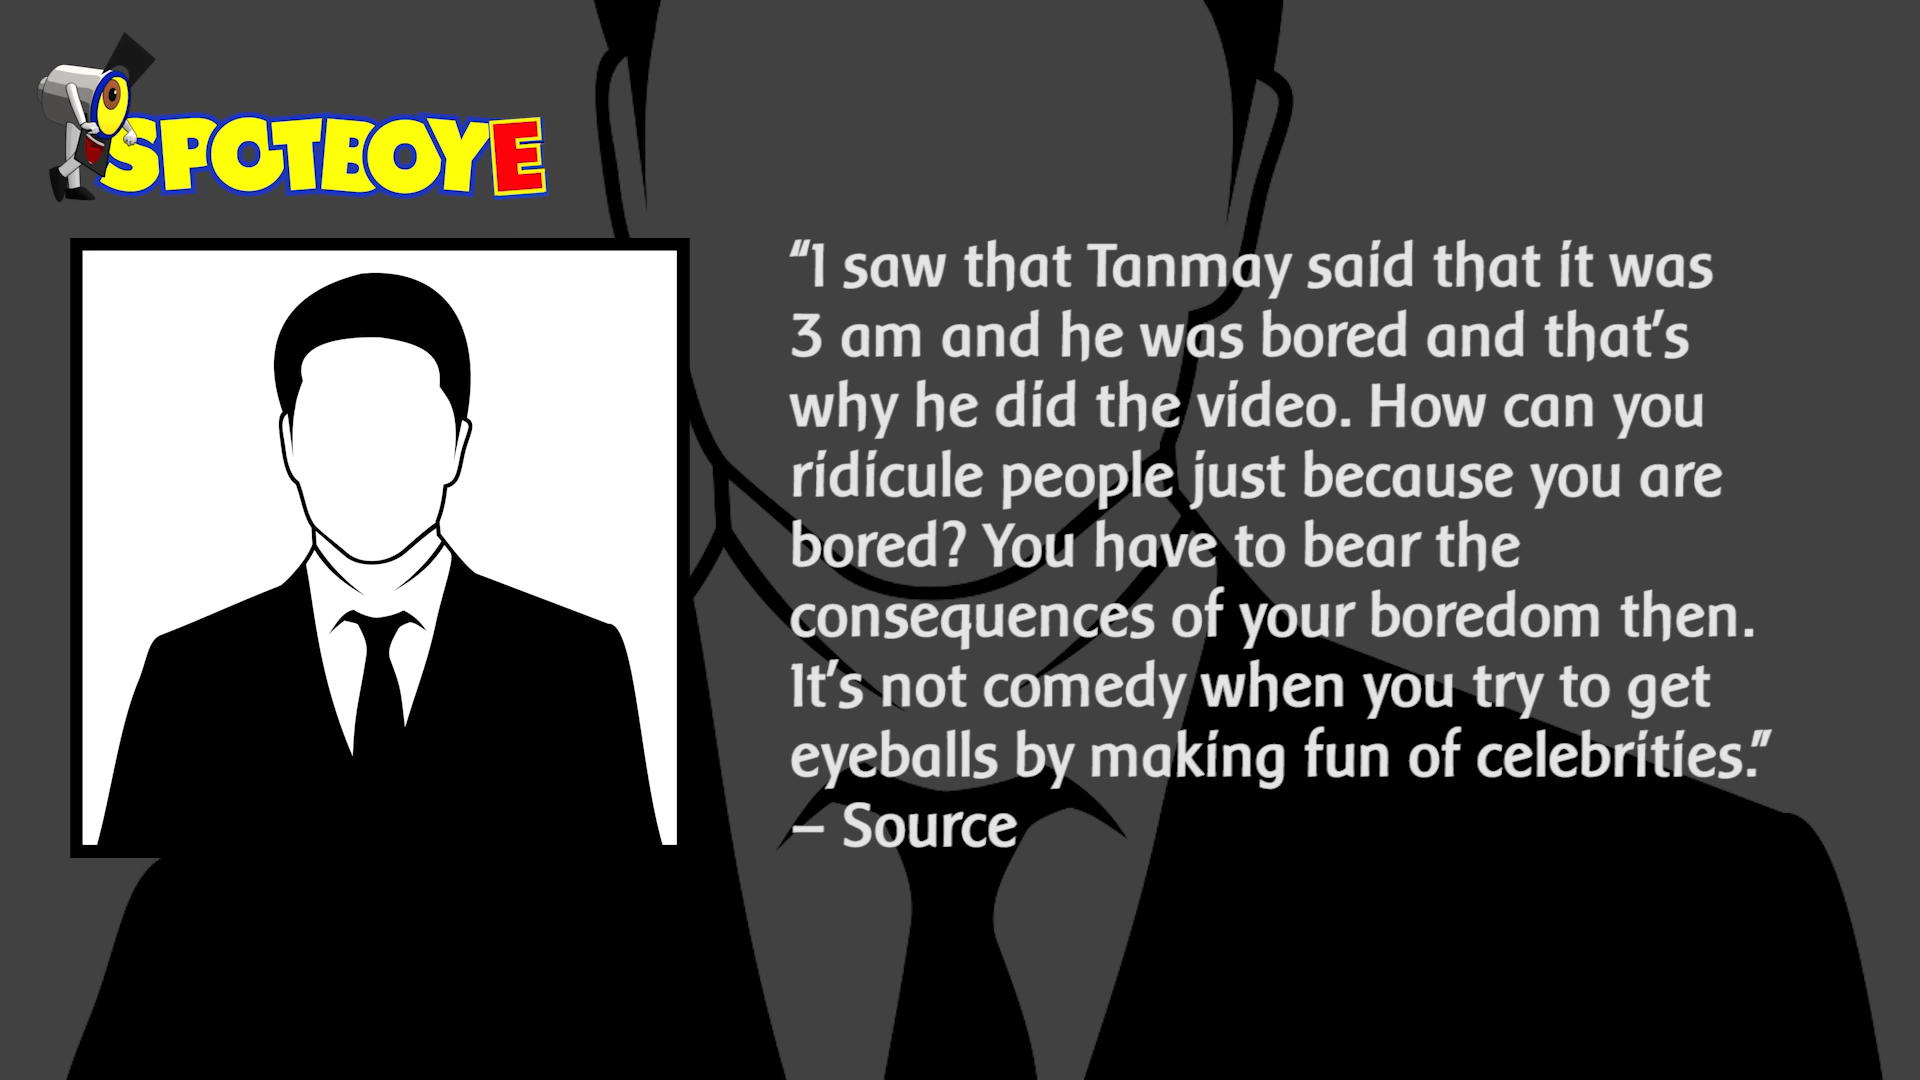 SPOTBOYE
“I saw that Tanmay said that it was
3 am and he was bored and that’s
why he did the video. How can you
ridicule people just because you are
bored? You have to bear the
consequences of your boredom then.
It’s not comedy when you try to get
eyeballs by making fun of celebrities.”
– Source